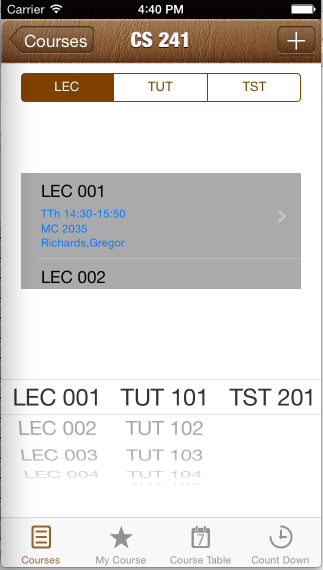 Carrier 4:40 PM
Courses CS 241 +
LEC TUT TST
LEC 001
TTh 14:30-15:50
MC 2035
Richards,Gregor
LEC 002
LEC 001 TUT 101 TST 201
LEC 002 TUT 102
LEC 003 TUT 103
LEC 004 TUT 104
7
Courses My Course Course Table Count Down